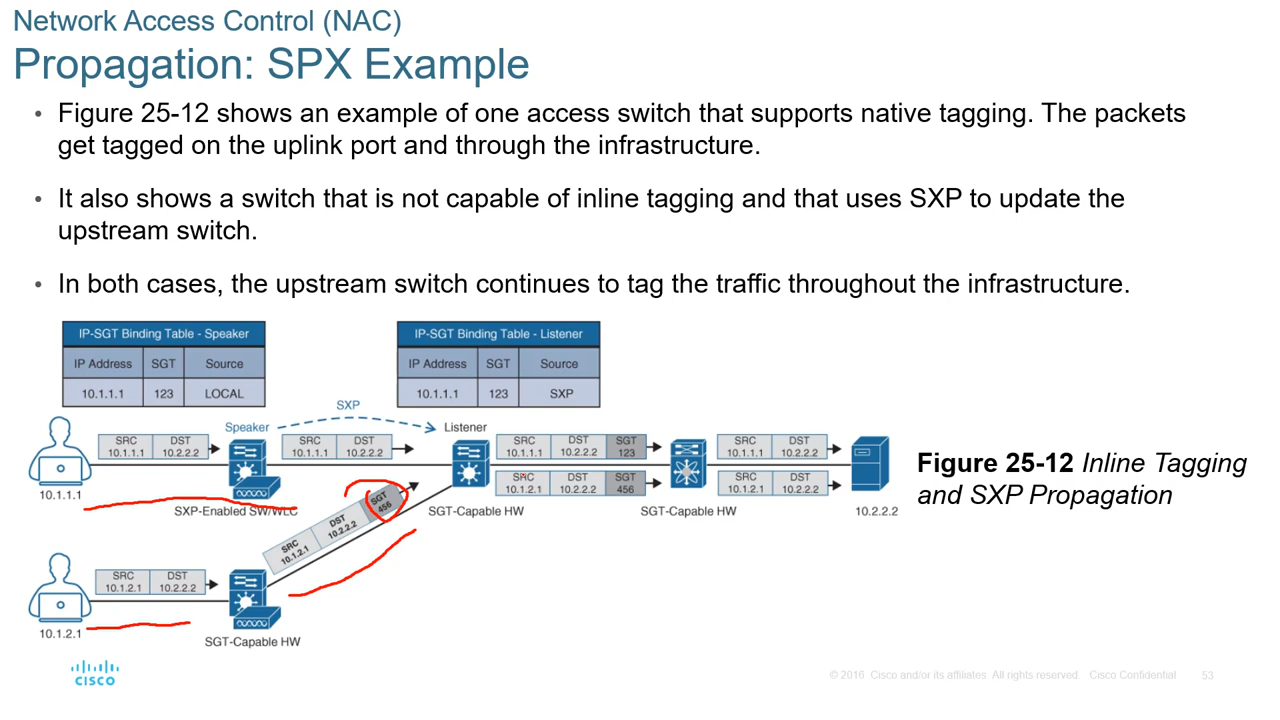 Network Access Control (NAC)
Propagation: SPX Example
• Figure 25-12 shows an example of one access switch that supports native tagging. The packets
get tagged on the uplink port and through the infrastructure.
• It also shows a switch that is not capable of inline tagging and that uses SXP to update the
upstream switch.
• In both cases, the upstream switch continues to tag the traffic throughout the infrastructure.
IP-SGT Binding Table - Speaker
IP Address SGT Source
10.1.1.1 123 LOCAL
IP-SGT Binding Table - Listener
IP Address SGT Source
10.1.1.1 123 SXP
SXP
Speaker
Listener
SRC DST
10.1.1.1 10.2.2.2
SRC DST
10.1.1.1 10.2.2.2
SRC DST SGT
10.1.1.1 10.2.2.2 123
SRC DST
10.1.1.1 10.2.2.2
SRC DST SGT
10.1.2.1 10.2.2.2 456
SRC DST
10.1.2.1 10.2.2.2
10.1.1.1
SXP-Enabled SW/WLC
SGT-Capable HW
SGT-Capable HW
10.2.2.2
Figure 25-12 Inline Tagging
and SXP Propagation
SRC DST SGT
10.1.2.1 10.2.2.2 456
SRC DST
10.1.2.1 10.2.2.2
10.1.2.1
SGT-Capable HW
CISCO
© 2016 Cisco and/or its affiliates. All rights reserved. Cisco Confidential 53